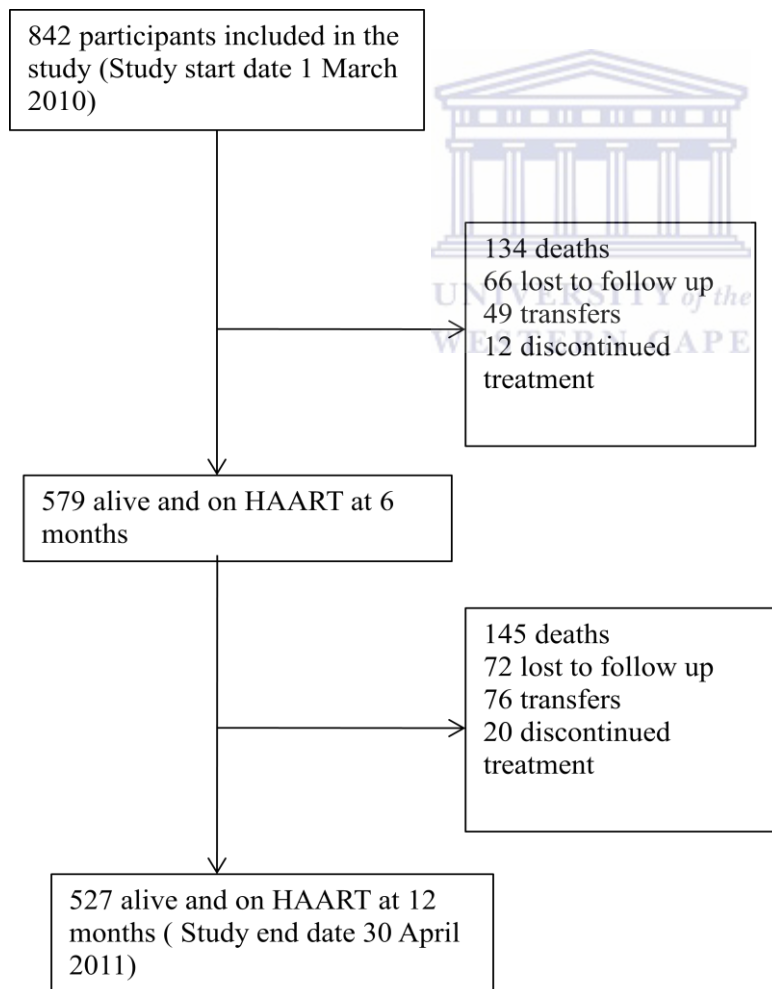 842 participants included in the
study (Study start date 1 March
2010)
134 deaths
66 lost to follow up
49 transfers
12 discontinued
treatment
UNIVERSITY of the
WESTERN CAPE
579 alive and on HAART at 6
months
145 deaths
72 lost to follow up
76 transfers
20 discontinued
treatment
527 alive and on HAART at 12
months ( Study end date 30 April
2011)